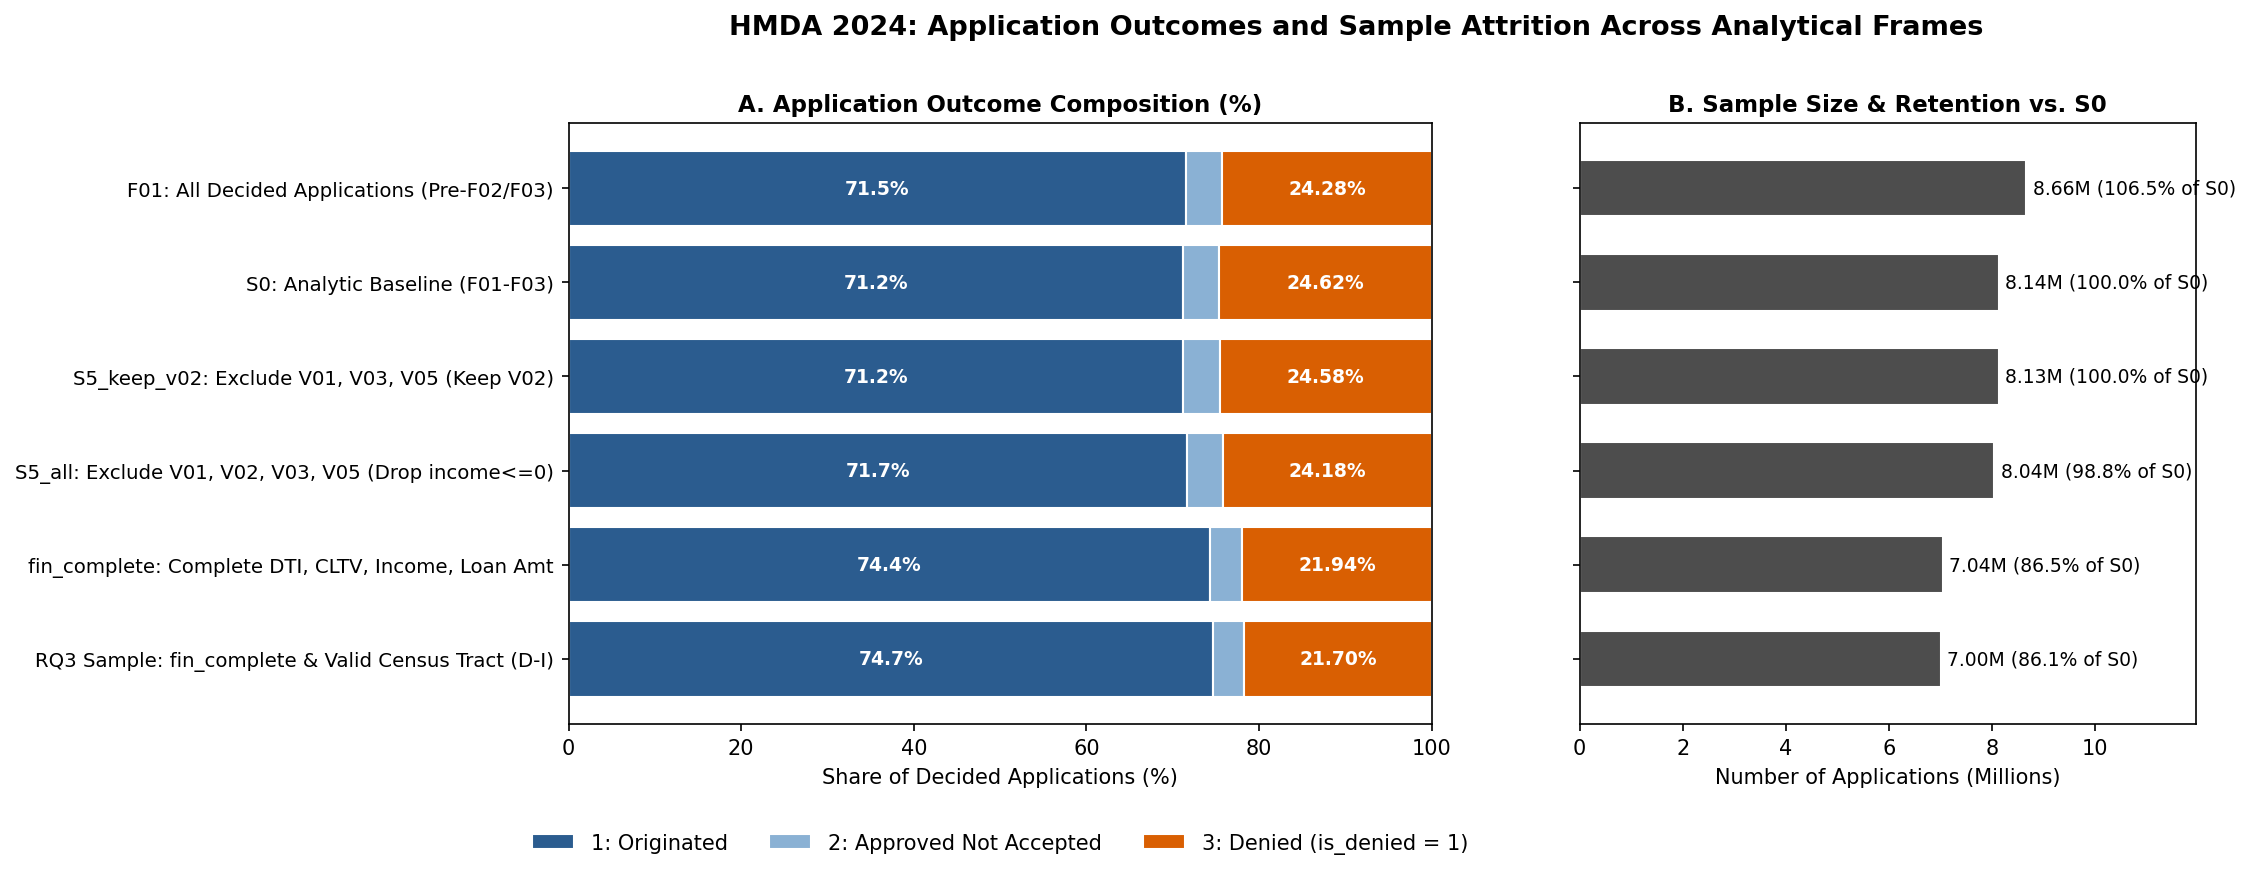 HMDA 2024: Application Outcomes and Sample Attrition Across Analytical Frames
A. Application Outcome Composition (%)
F01: All Decided Applications (Pre-F02/F03)
71.5%
24.28%
S0: Analytic Baseline (F01-F03)
71.2%
24.62%
S5_keep_v02: Exclude V01, V03, V05 (Keep V02)
71.2%
24.58%
S5_all: Exclude V01, V02, V03, V05 (Drop income<=0)
71.7%
24.18%
fin_complete: Complete DTI, CLTV, Income, Loan Amt
74.4%
21.94%
RQ3 Sample: fin_complete & Valid Census Tract (D-I)
74.7%
21.70%
0 20 40 60 80 100
Share of Decided Applications (%)
B. Sample Size & Retention vs. S0
8.66M (106.5% of S0)
8.14M (100.0% of S0)
8.13M (100.0% of S0)
8.04M (98.8% of S0)
7.04M (86.5% of S0)
7.00M (86.1% of S0)
0 2 4 6 8 10
Number of Applications (Millions)
1: Originated
2: Approved Not Accepted
3: Denied (is_denied = 1)